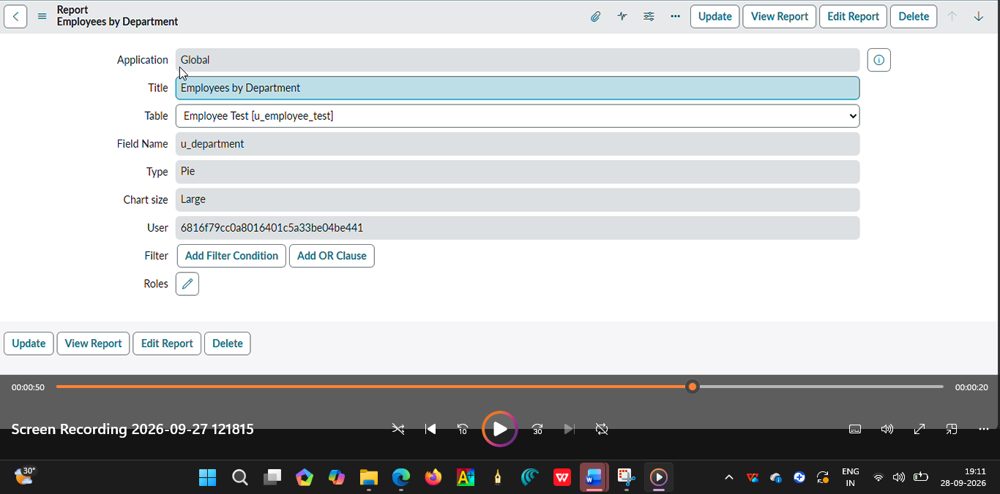 Report
Employees by Department
Update
View Report
Edit Report
Delete
Application
Global
Title
Employees by Department
Table
Employee Test [u_employee_test]
Field Name
u_department
Type
Pie
Chart size
Large
User
6816f79cc0a8016401c5a33be04be441
Filter
Add Filter Condition
Add OR Clause
Roles
Update
View Report
Edit Report
Delete
00:00:50
00:00:20
Screen Recording 2026-09-27 121815
10
30
30°
ENG
IN
19:11
28-09-2026